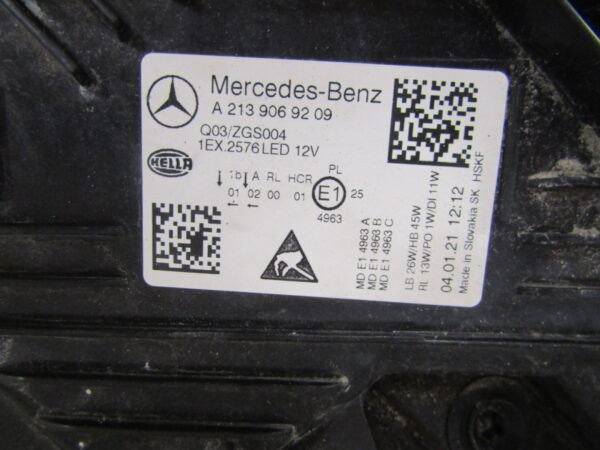 Mercedes-Benz
A 213 906 92 09
Q03/ZGS004
1EX.2576 LED 12V
HELLA
1b A RL HCR PL
01 02 00 01 E1 25
4963
MD E1 4963 A
MD E1 4963 B
MD E1 4963 C
LB 26W/HB 45W
RL 13W/PO 1W/DI 11W
04.01.21 12:12
Made in Slovakia SK HSKF